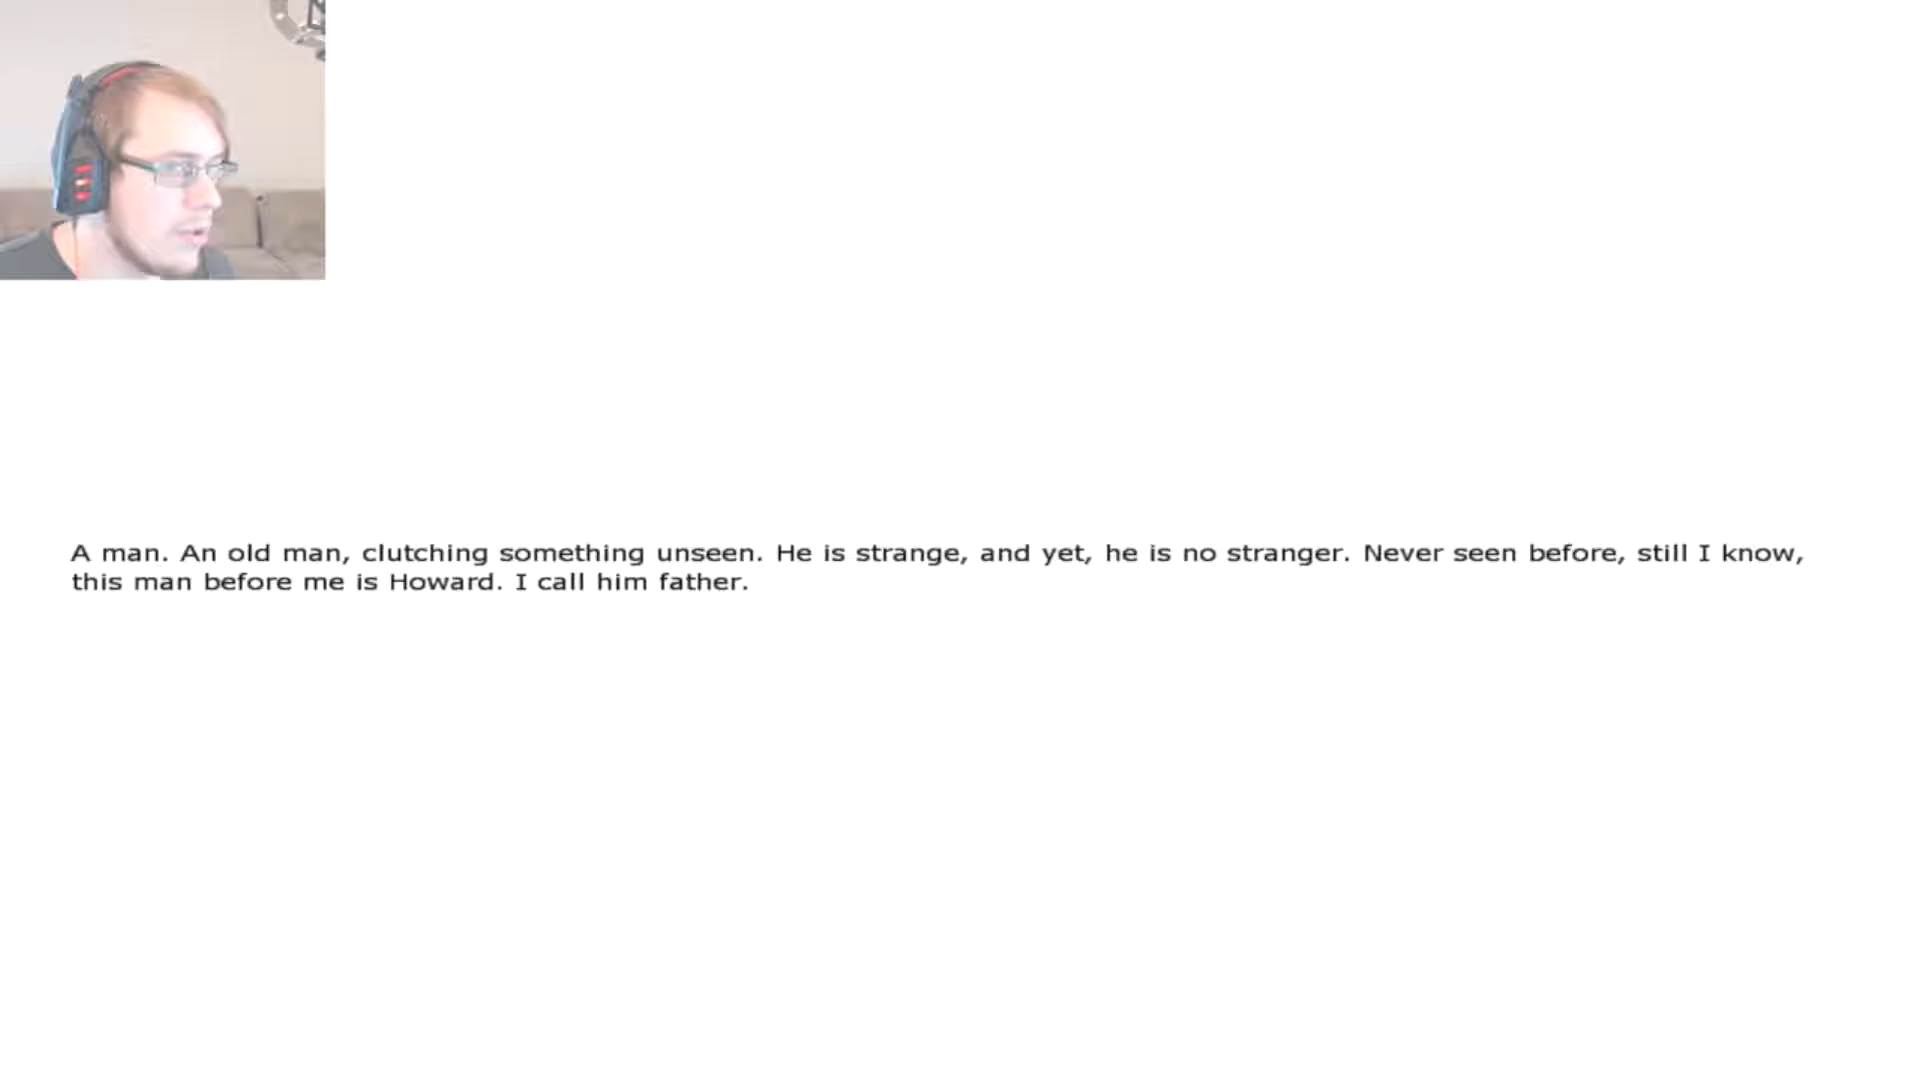 A man. An old man, clutching something unseen. He is strange, and yet, he is no stranger. Never seen before, still I know,
this man before me is Howard. I call him father.